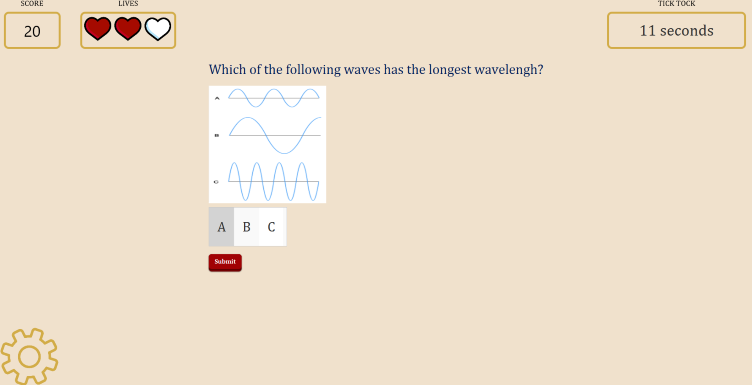 SCORE
LIVES
TICK TOCK
20
11 seconds
Which of the following waves has the longest wavelengh?
A
B
C
A B C
Submit